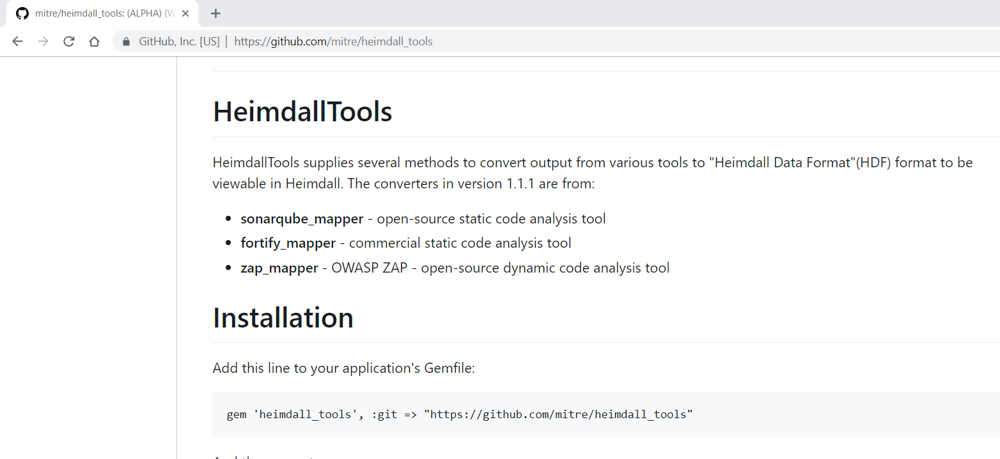 mitre/heimdall_tools: (ALPHA) (W
GitHub, Inc. [US] | https://github.com/mitre/heimdall_tools
HeimdallTools
HeimdallTools supplies several methods to convert output from various tools to "Heimdall Data Format"(HDF) format to be
viewable in Heimdall. The converters in version 1.1.1 are from:
• sonarqube_mapper - open-source static code analysis tool
• fortify_mapper - commercial static code analysis tool
• zap_mapper - OWASP ZAP - open-source dynamic code analysis tool
Installation
Add this line to your application's Gemfile:
gem 'heimdall_tools', :git => "https://github.com/mitre/heimdall_tools"